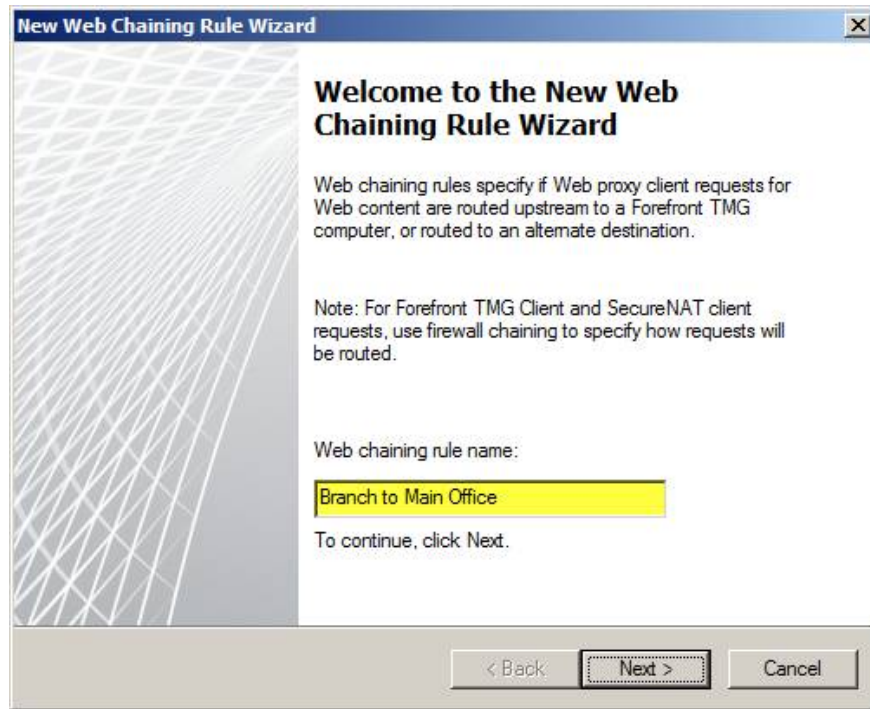 New Web Chaining Rule Wizard
Welcome to the New Web
Chaining Rule Wizard
Web chaining rules specify if Web proxy client requests for
Web content are routed upstream to a Forefront TMG
computer, or routed to an alternate destination.
Note: For Forefront TMG Client and SecureNAT client
requests, use firewall chaining to specify how requests will
be routed.
Web chaining rule name:
Branch to Main Office
To continue, click Next.
< Back
Next >
Cancel